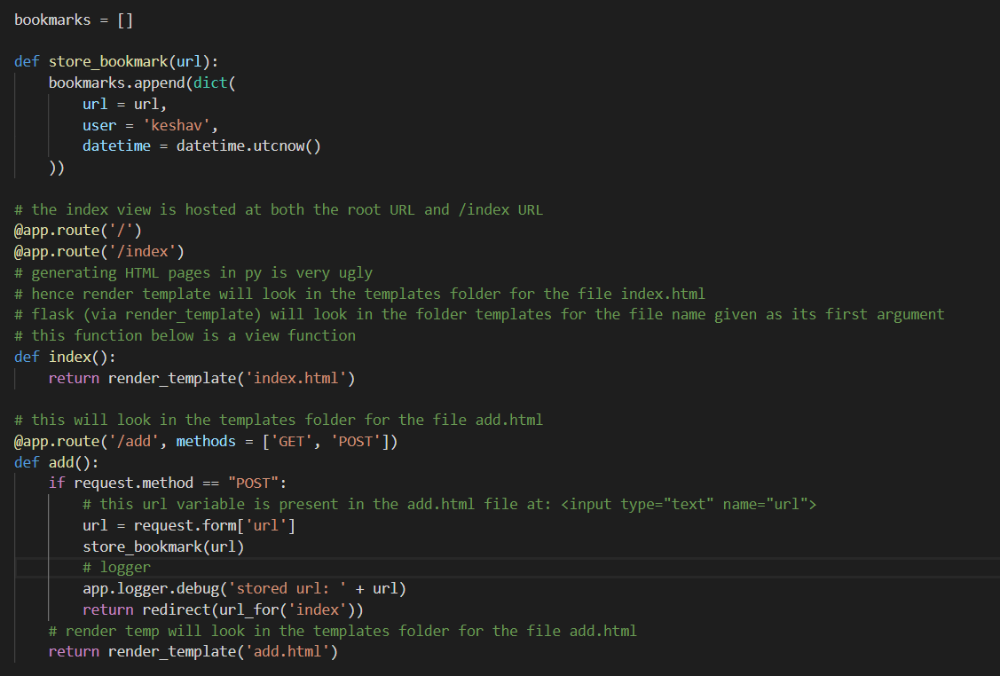 bookmarks = []

def store_bookmark(url):
    bookmarks.append(dict(
        url = url,
        user = 'keshav',
        datetime = datetime.utcnow()
    ))

# the index view is hosted at both the root URL and /index URL
@app.route('/')
@app.route('/index')
# generating HTML pages in py is very ugly
# hence render template will look in the templates folder for the file index.html
# flask (via render_template) will look in the folder templates for the file name given as its first argument
# this function below is a view function
def index():
    return render_template('index.html')

# this will look in the templates folder for the file add.html
@app.route('/add', methods = ['GET', 'POST'])
def add():
    if request.method == "POST":
        # this url variable is present in the add.html file at: <input type="text" name="url">
        url = request.form['url']
        store_bookmark(url)
        # logger
        app.logger.debug('stored url: ' + url)
        return redirect(url_for('index'))
    # render temp will look in the templates folder for the file add.html
    return render_template('add.html')